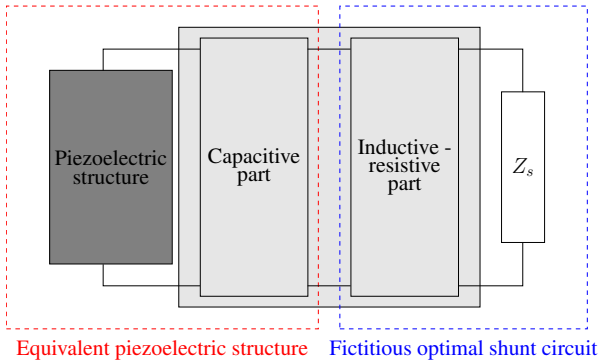 Piezoelectric
structure
Capacitive
part
Inductive -
resistive
part
Z_s
Equivalent piezoelectric structure
Fictitious optimal shunt circuit